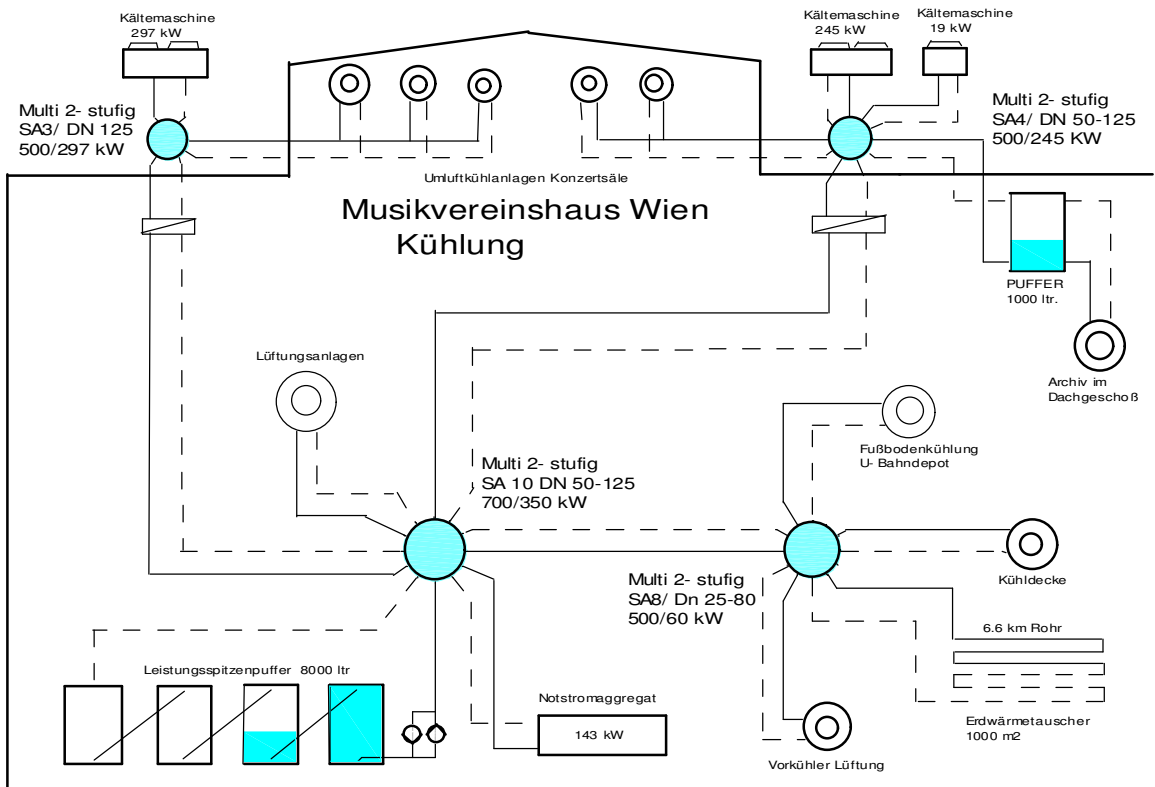 Kältemaschine
297 kW
Kältemaschine
245 kW
Kältemaschine
19 kW
Multi 2- stufig
SA3/ DN 125
500/297 kW
Multi 2- stufig
SA4/ DN 50-125
500/245 KW
Umluftkühlanlagen Konzertsäle
Musikvereinshaus Wien
Kühlung
PUFFER
1000 ltr.
Lüftungsanlagen
Archiv im
Dachgeschoß
Fußbodenkühlung
U- Bahndepot
Multi 2- stufig
SA 10 DN 50-125
700/350 kW
Multi 2- stufig
SA8/ Dn 25-80
500/60 kW
Kühldecke
6.6 km Rohr
Leistungsspitzenpuffer 8000 ltr
Notstromaggregat
143 kW
Erdwärmetauscher
1000 m2
Vorkühler Lüftung